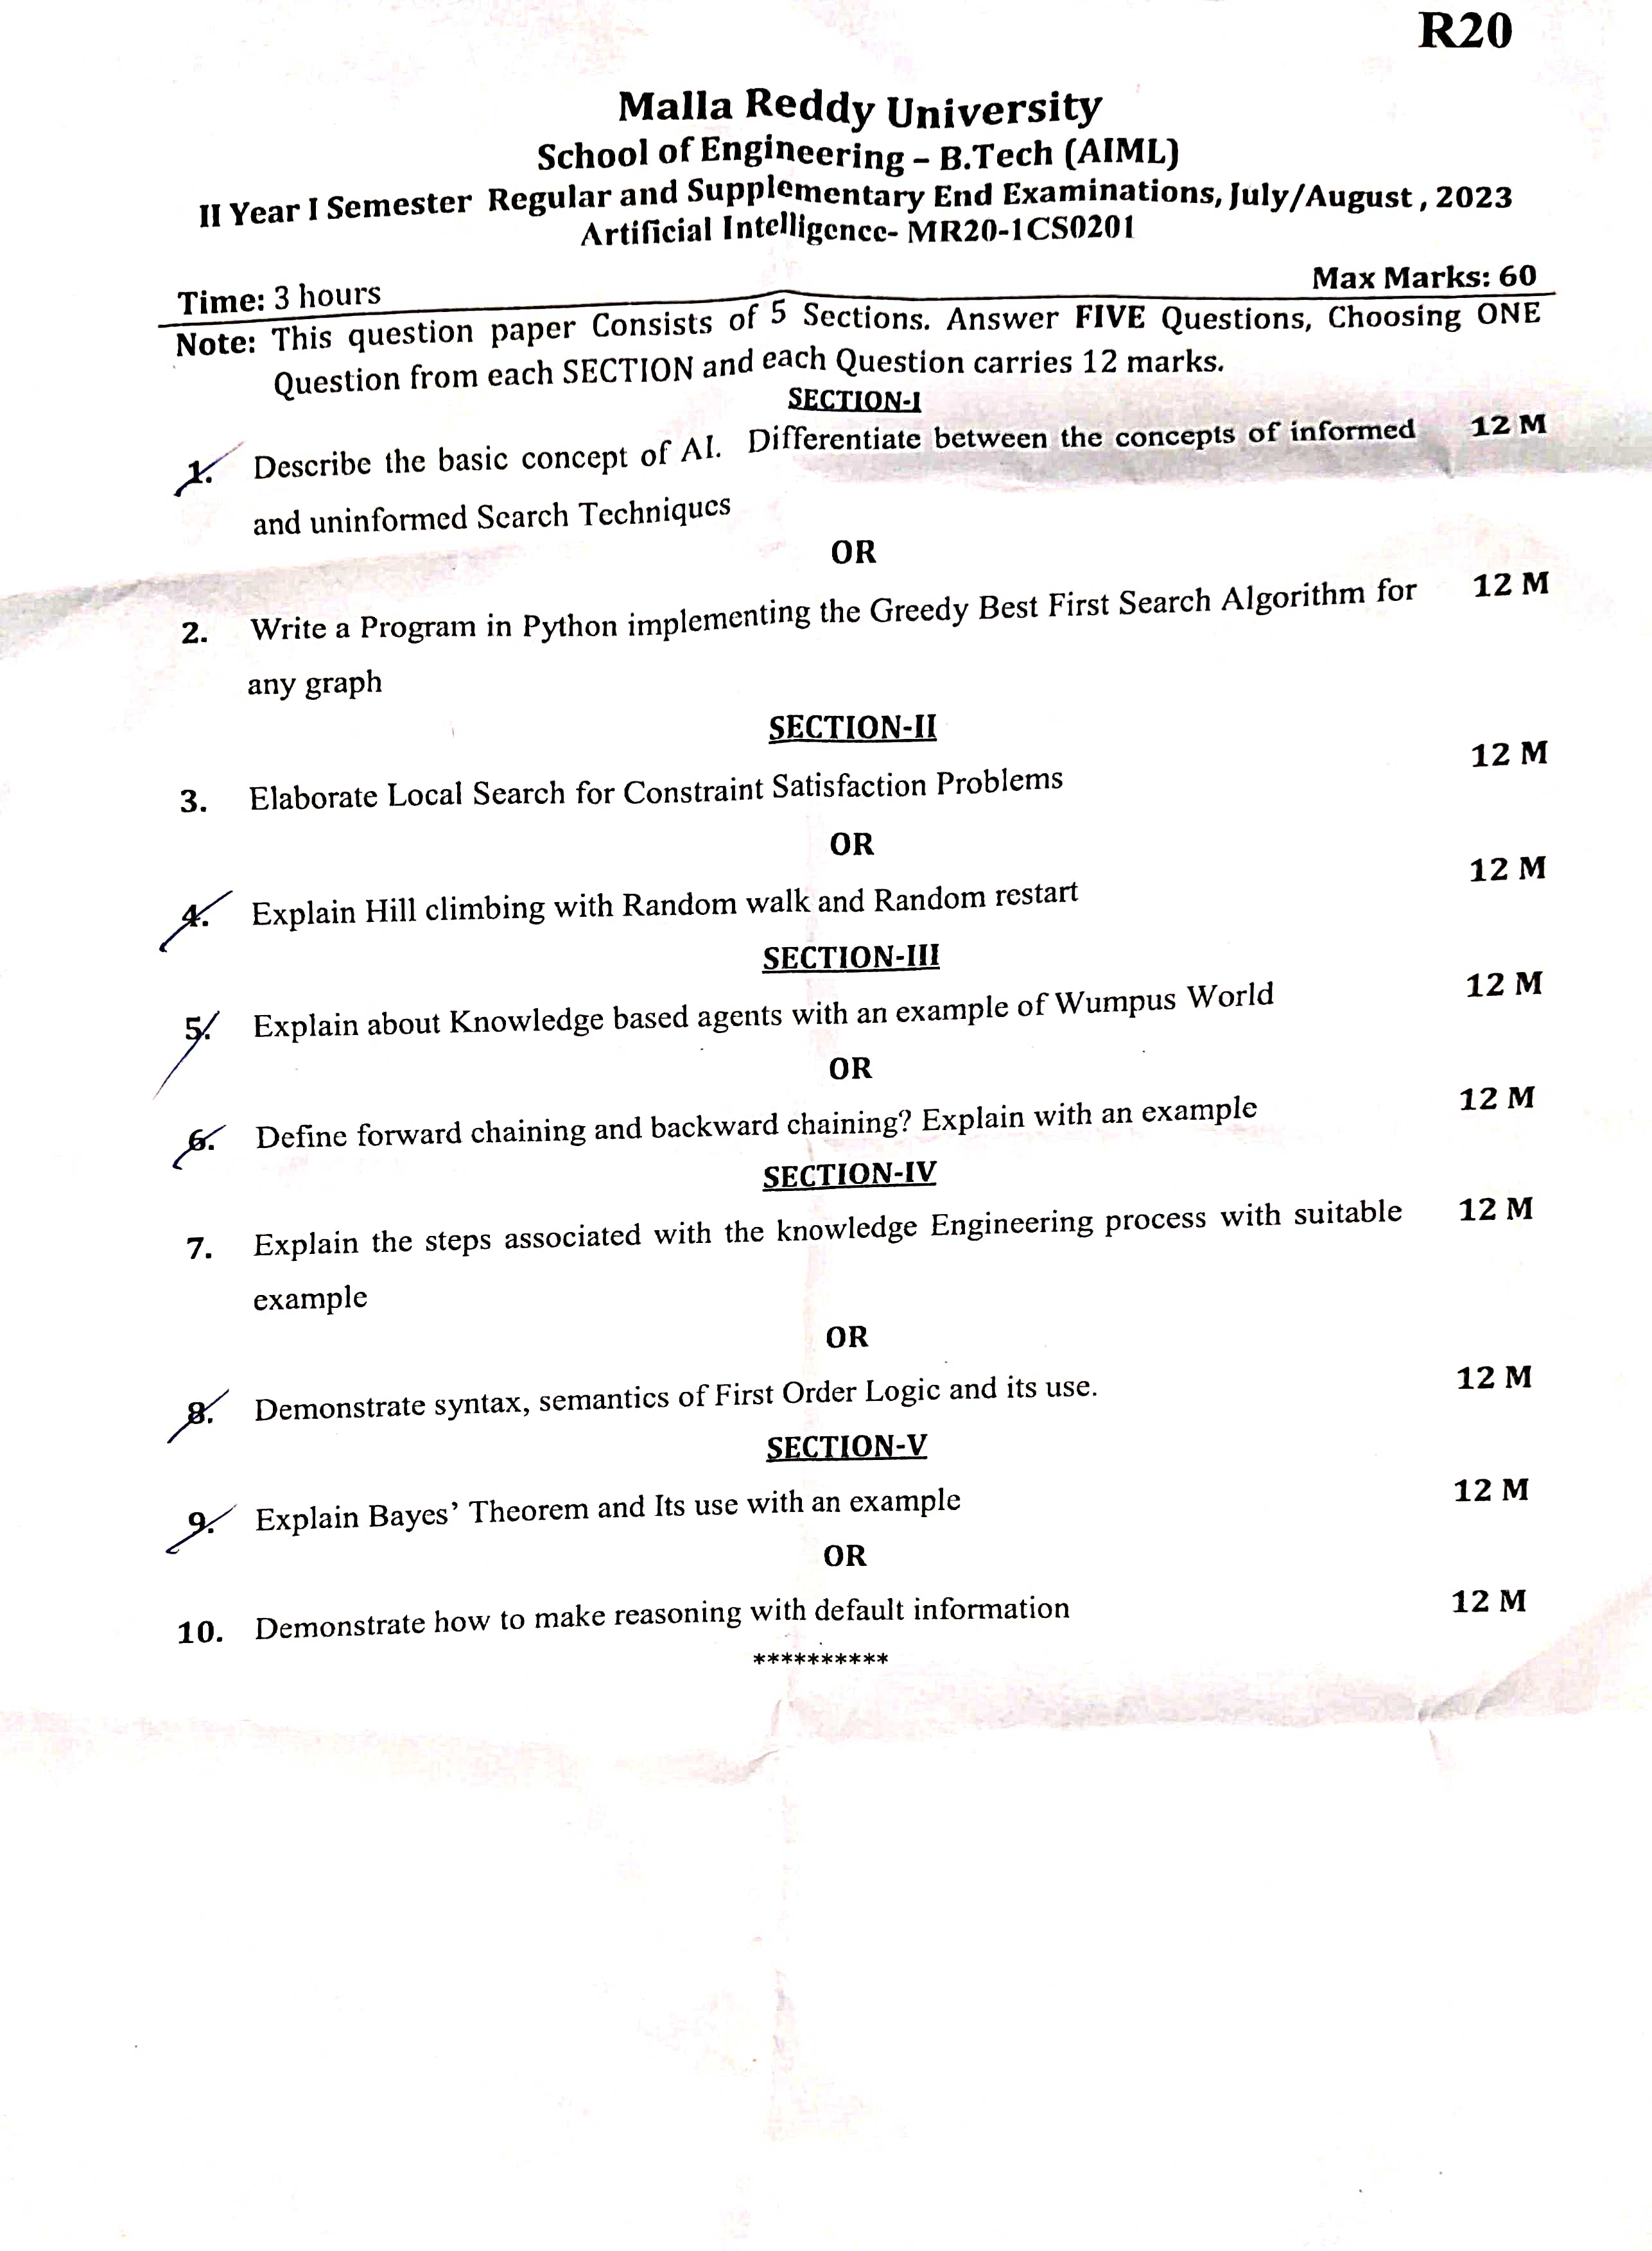 R20
Malla Reddy University
School of Engineering – B.Tech (AIML)
II Year I Semester Regular and Supplementary End Examinations, July/August , 2023
Artificial Intelligence- MR20-1CS0201
Time: 3 hours Max Marks: 60
Note: This question paper Consists of 5 Sections. Answer FIVE Questions, Choosing ONE
Question from each SECTION and each Question carries 12 marks.
SECTION-I
1. Describe the basic concept of AI. Differentiate between the concepts of informed 12 M
and uninformed Search Techniques
OR
2. Write a Program in Python implementing the Greedy Best First Search Algorithm for 12 M
any graph
SECTION-II
3. Elaborate Local Search for Constraint Satisfaction Problems 12 M
OR
4. Explain Hill climbing with Random walk and Random restart 12 M
SECTION-III
5. Explain about Knowledge based agents with an example of Wumpus World 12 M
OR
6. Define forward chaining and backward chaining? Explain with an example 12 M
SECTION-IV
7. Explain the steps associated with the knowledge Engineering process with suitable 12 M
example
OR
8. Demonstrate syntax, semantics of First Order Logic and its use. 12 M
SECTION-V
9. Explain Bayes’ Theorem and Its use with an example 12 M
OR
10. Demonstrate how to make reasoning with default information 12 M
**********